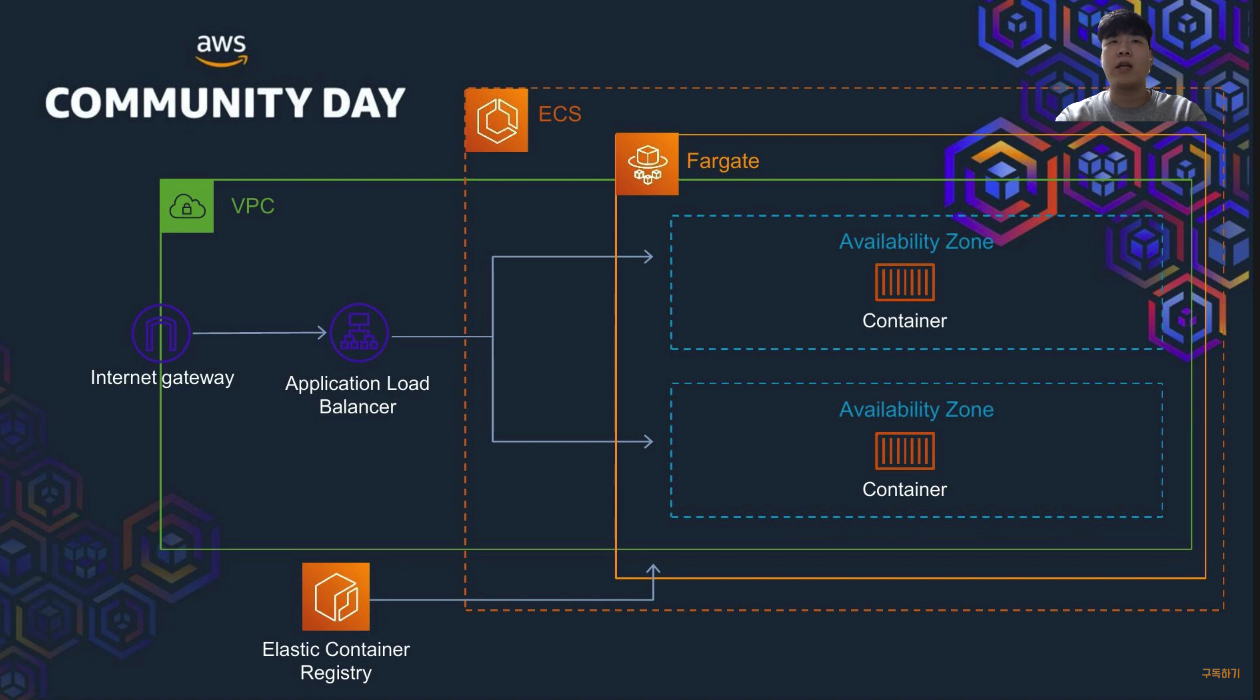 aws
COMMUNITY DAY
ECS
Fargate
VPC
Availability Zone
Container
Internet gateway
Application Load
Balancer
Availability Zone
Container
Elastic Container
Registry
구독하기